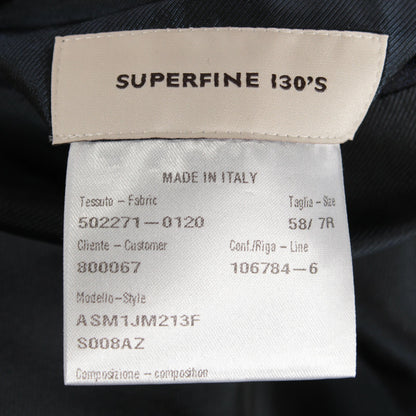 SUPERFINE 130'S
MADE IN ITALY
Tessuto – Fabric Taglia – Size
502271–0120 58/ 7R
Cliente – Customer Conf./Riga – Line
800067 106784–6
Modello–Style
ASM1JM213F
S008AZ
Composizione – composition